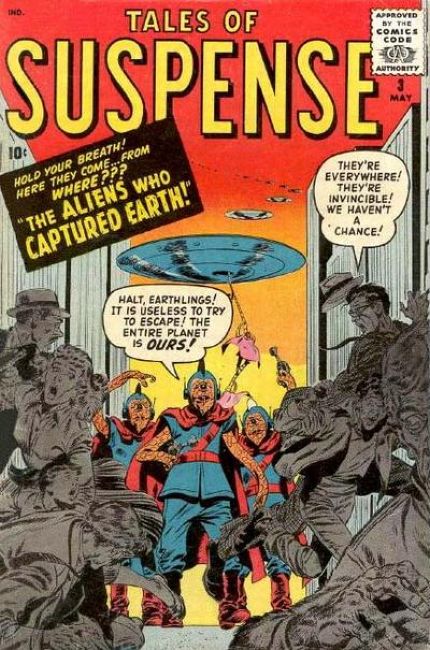 IND.
TALES OF
SUSPENSE
APPROVED
BY THE
COMICS
CODE
CA
AUTHORITY
3
MAY
10¢
HOLD YOUR BREATH!
HERE THEY COME...FROM
WHERE???
"THE ALIENS WHO
CAPTURED EARTH!"
THEY'RE
EVERYWHERE!
THEY'RE
INVINCIBLE!
WE HAVEN'T
A CHANCE!
HALT, EARTHLINGS!
IT IS USELESS TO TRY
TO ESCAPE! THE
ENTIRE PLANET
IS OURS!